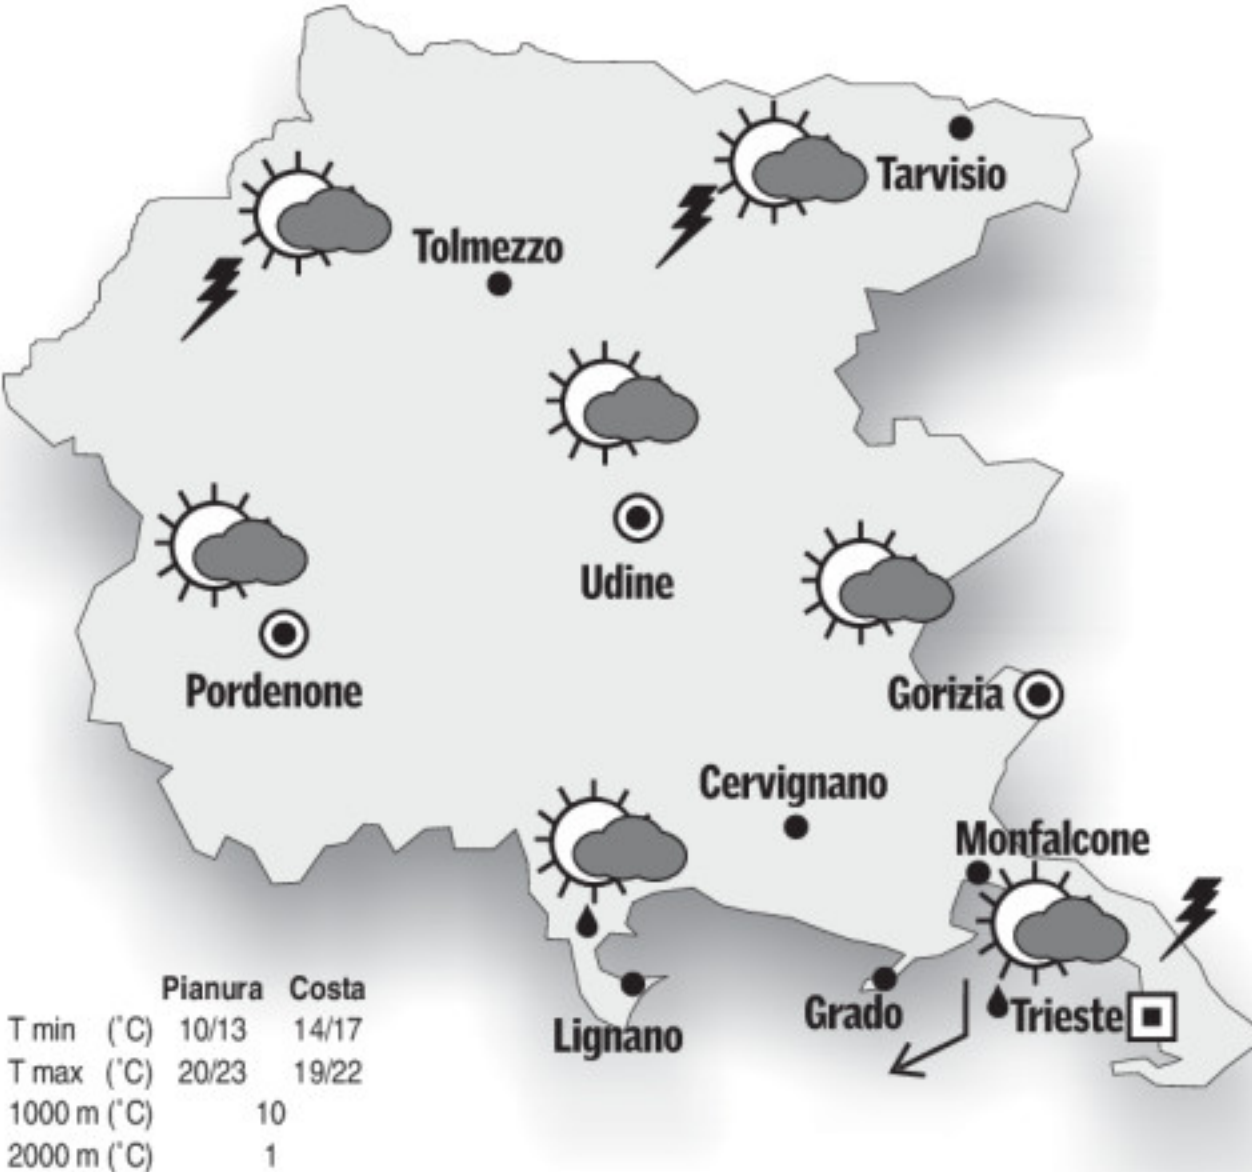 Tarvisio
Tolmezzo
Udine
Pordenone
Gorizia
Cervignano
Monfalcone
Grado
Trieste
Lignano
Pianura Costa
T min (°C) 10/13 14/17
T max (°C) 20/23 19/22
1000 m (°C) 10
2000 m (°C) 1